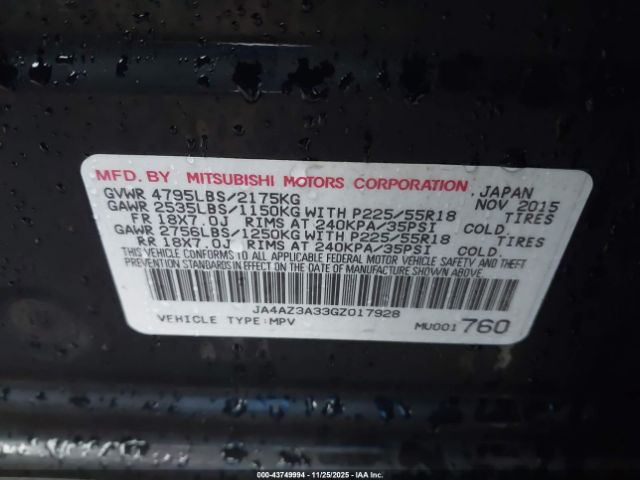 MFD. BY MITSUBISHI MOTORS CORPORATION, JAPAN
GVWR 4795LBS/2175KG NOV 2015
GAWR 2535LBS/1150KG WITH P225/55R18 TIRES
FR 18X7.0J RIMS AT 240KPA/35PSI COLD.
GAWR 2756LBS/1250KG WITH P225/55R18 TIRES
RR 18X7.0J RIMS AT 240KPA/35PSI COLD.
THIS VEHICLE CONFORMS TO ALL APPLICABLE FEDERAL MOTOR VEHICLE SAFETY AND THEFT
PREVENTION STANDARDS IN EFFECT ON THE DATE OF MANUFACTURE SHOWN ABOVE.
JA4AZ3A33GZ017928
VEHICLE TYPE:MPV MU001760
000-43749994 - 11/25/2025 - IAA Inc.